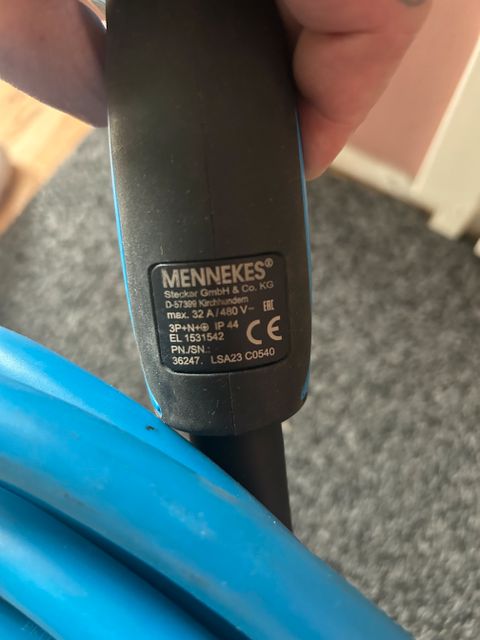 MENNEKES®
Steckar GmbH & Co. KG
D-57399 Kirchhundem
max. 32 A / 480 V~ EAC
3P+N+⏚ IP 44 CE
EL 1531542
PN./SN.:
36247. LSA23 C0540